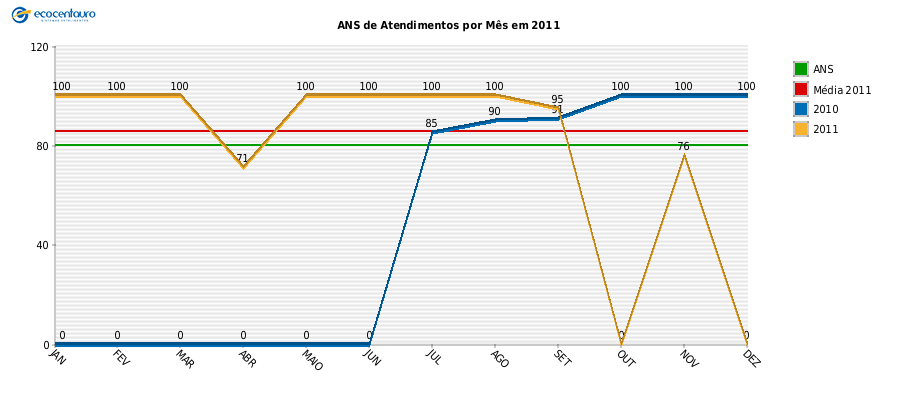 ecocentauro
ANS de Atendimentos por Mês em 2011
120
80
40
0
100 100 100 100 100 100 95 100 100 100
91
90
85
71
76
0 0 0 0 0 0 0 0
JAN FEV MAR ABR MAIO JUN JUL AGO SET OUT NOV DEZ
ANS
Média 2011
2010
2011